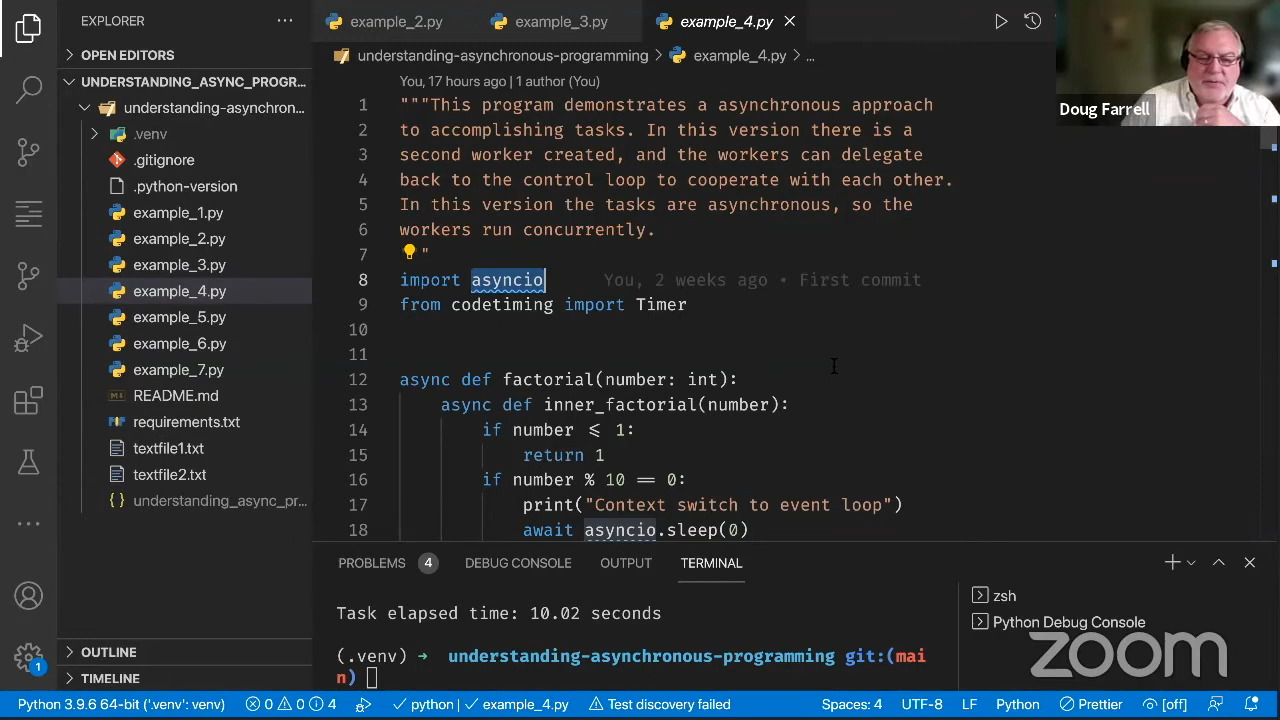 EXPLORER
OPEN EDITORS
UNDERSTANDING_ASYNC_PROGR...
understanding-asynchron...
.venv
.gitignore
.python-version
example_1.py
example_2.py
example_3.py
example_4.py
example_5.py
example_6.py
example_7.py
README.md
requirements.txt
textfile1.txt
textfile2.txt
understanding_async_pr...
OUTLINE
TIMELINE
example_2.py
example_3.py
example_4.py
understanding-asynchronous-programming > example_4.py > ...
You, 17 hours ago | 1 author (You)
1 """This program demonstrates a asynchronous approach
2 to accomplishing tasks. In this version there is a
3 second worker created, and the workers can delegate
4 back to the control loop to cooperate with each other.
5 In this version the tasks are asynchronous, so the
6 workers run concurrently.
7 "
8 import asyncio You, 2 weeks ago • First commit
9 from codetiming import Timer
10
11
12 async def factorial(number: int):
13 async def inner_factorial(number):
14 if number <= 1:
15 return 1
16 if number % 10 == 0:
17 print("Context switch to event loop")
18 await asyncio.sleep(0)
Doug Farrell
PROBLEMS 4 DEBUG CONSOLE OUTPUT TERMINAL
Task elapsed time: 10.02 seconds
(.venv) → understanding-asynchronous-programming git:(mai
n)
zsh
Python Debug Console
zoom
1
Python 3.9.6 64-bit ('.venv': venv) 0 0 4 python | ✓ example_4.py Test discovery failed Spaces: 4 UTF-8 LF Python Prettier [off]